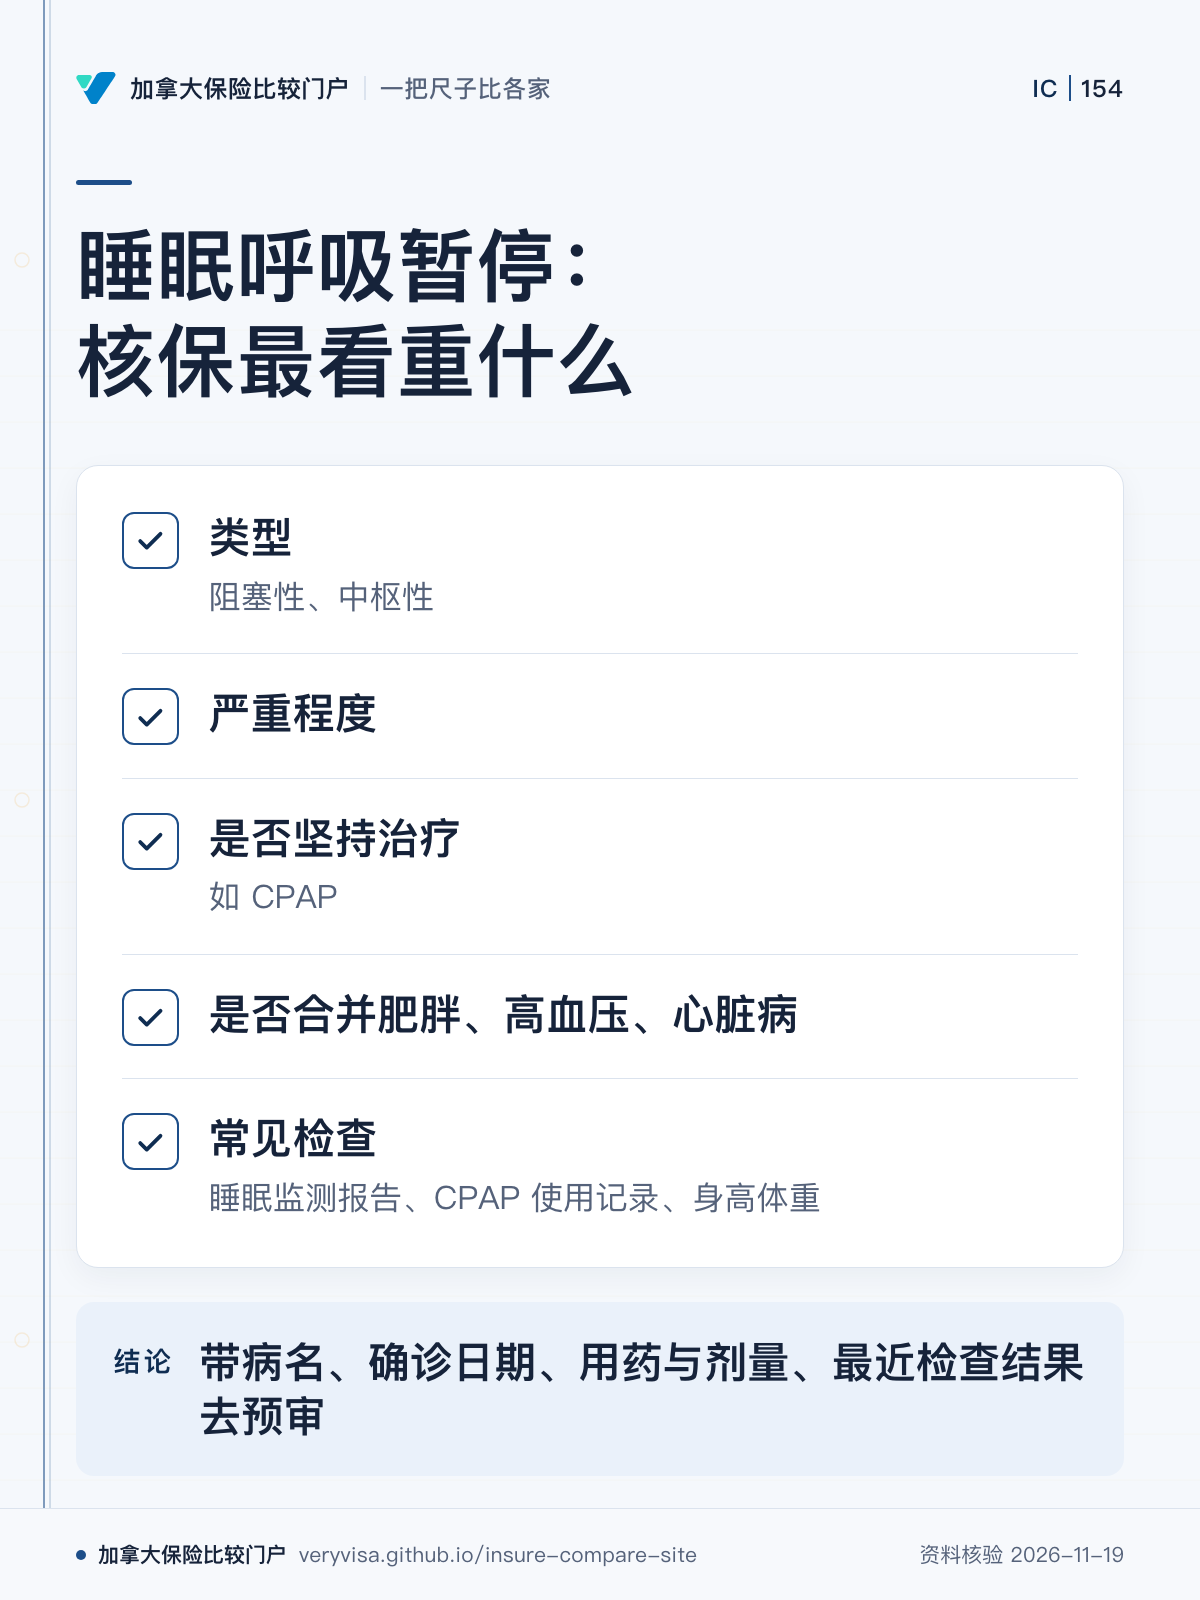 加拿大保险比较门户 一把尺子比各家
IC 154
睡眠呼吸暂停：
核保最看重什么
类型
阻塞性、中枢性
严重程度
是否坚持治疗
如 CPAP
是否合并肥胖、高血压、心脏病
常见检查
睡眠监测报告、CPAP 使用记录、身高体重
结论
带病名、确诊日期、用药与剂量、最近检查结果
去预审
加拿大保险比较门户 veryvisa.github.io/insure-compare-site
资料核验 2026-11-19